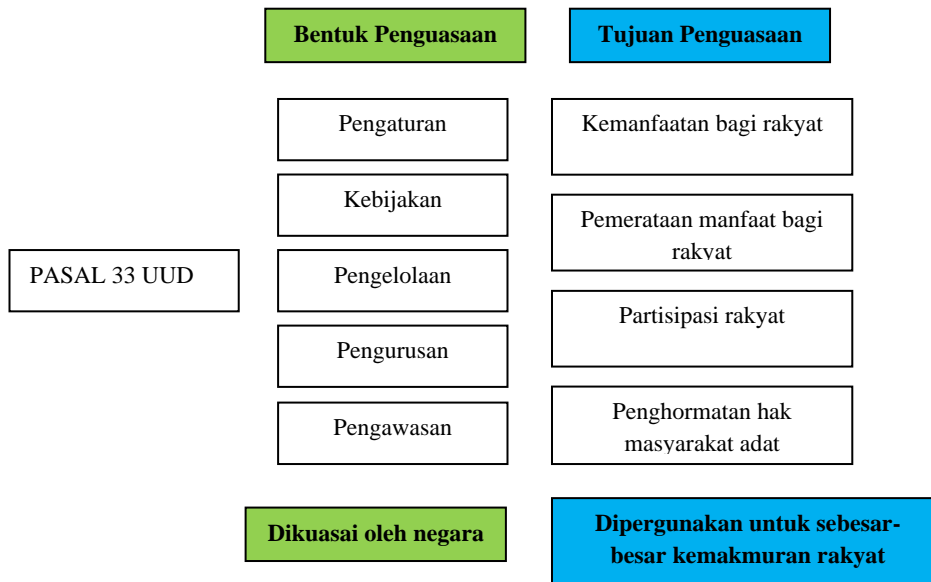 Bentuk Penguasaan
Tujuan Penguasaan
PASAL 33 UUD
Pengaturan
Kebijakan
Pengelolaan
Pengurusan
Pengawasan
Kemanfaatan bagi rakyat
Pemerataan manfaat bagi
rakyat
Partisipasi rakyat
Penghormatan hak
masyarakat adat
Dikuasai oleh negara
Dipergunakan untuk sebesar-
besar kemakmuran rakyat